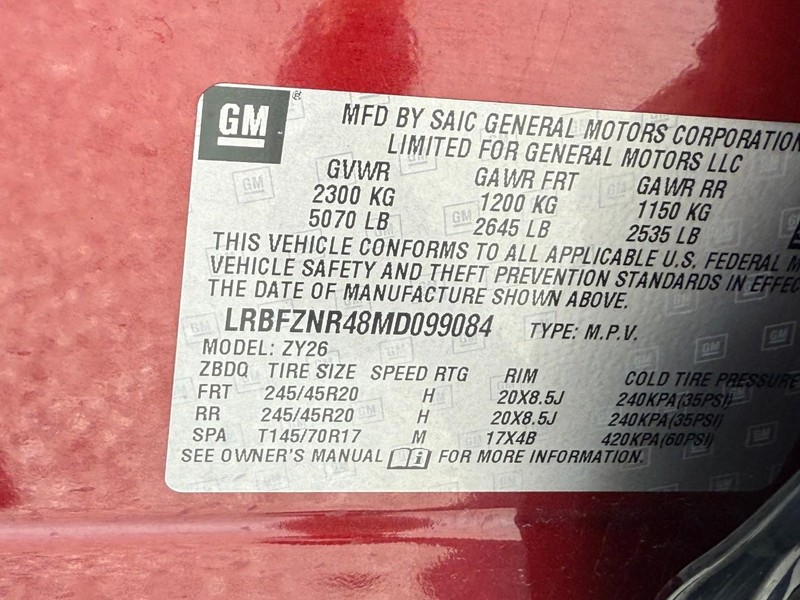 GM ®
MFD BY SAIC GENERAL MOTORS CORPORATION
LIMITED FOR GENERAL MOTORS LLC
GVWR GAWR FRT GAWR RR
2300 KG 1200 KG 1150 KG
5070 LB 2645 LB 2535 LB
THIS VEHICLE CONFORMS TO ALL APPLICABLE U.S. FEDERAL
VEHICLE SAFETY AND THEFT PREVENTION STANDARDS IN
THE DATE OF MANUFACTURE SHOWN ABOVE.
LRBFZNR48MD099084 TYPE: M.P.V.
MODEL: ZY26
ZBDQ TIRE SIZE SPEED RTG RIM COLD TIRE PRESSURE
FRT 245/45R20 H 20X8.5J 240KPA(35PSI)
RR 245/45R20 H 20X8.5J 240KPA(35PSI)
SPA T145/70R17 M 17X4B 420KPA(60PSI)
SEE OWNER'S MANUAL i FOR MORE INFORMATION.